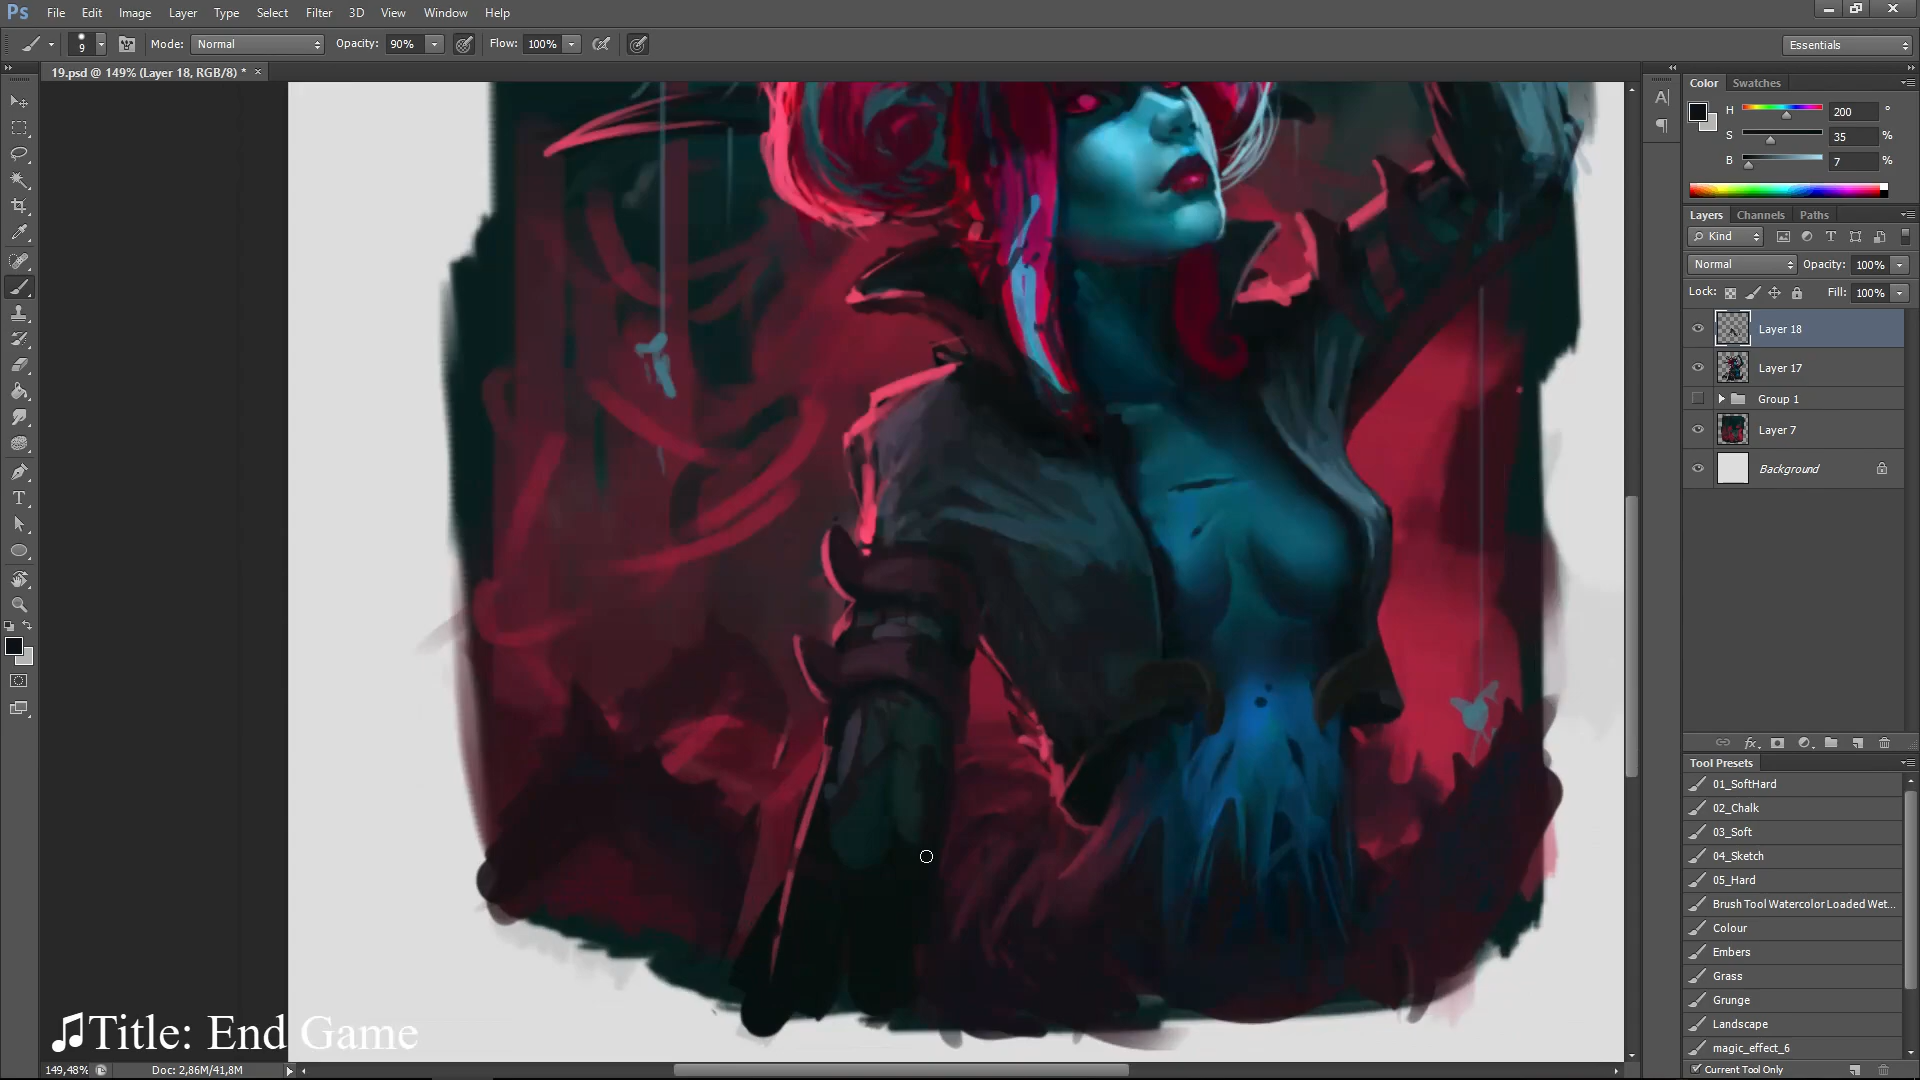 Ps File Edit Image Layer Type Select Filter 3D View Window Help
9 Mode: Normal Opacity: 90% Flow: 100% Essentials
19.psd @ 149% (Layer 18, RGB/8) * ×
Color Swatches
H 200 °
S 35 %
B 7 %
Layers Channels Paths
Kind
Normal Opacity: 100%
Lock: Fill: 100%
Layer 18
Layer 17
Group 1
Layer 7
Background
Tool Presets
01_SoftHard
02_Chalk
03_Soft
04_Sketch
05_Hard
Brush Tool Watercolor Loaded Wet...
Colour
Embers
Grass
Grunge
Landscape
magic_effect_6
Current Tool Only
♫Title: End Game
149,48% Doc: 2,86M/41,8M